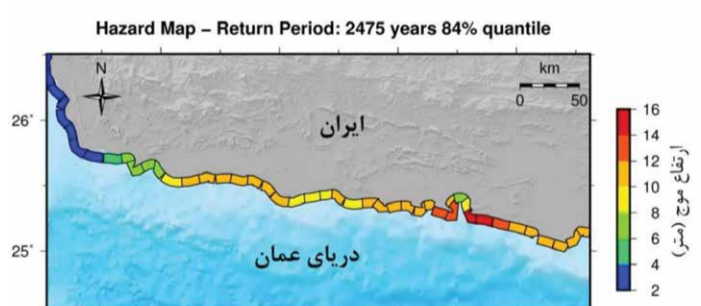 Hazard Map – Return Period: 2475 years 84% quantile
N
km
0 50
26°
25°
ایران
دریای عمان
16
14
12
10
8
6
4
2
ارتفاع موج (متر)